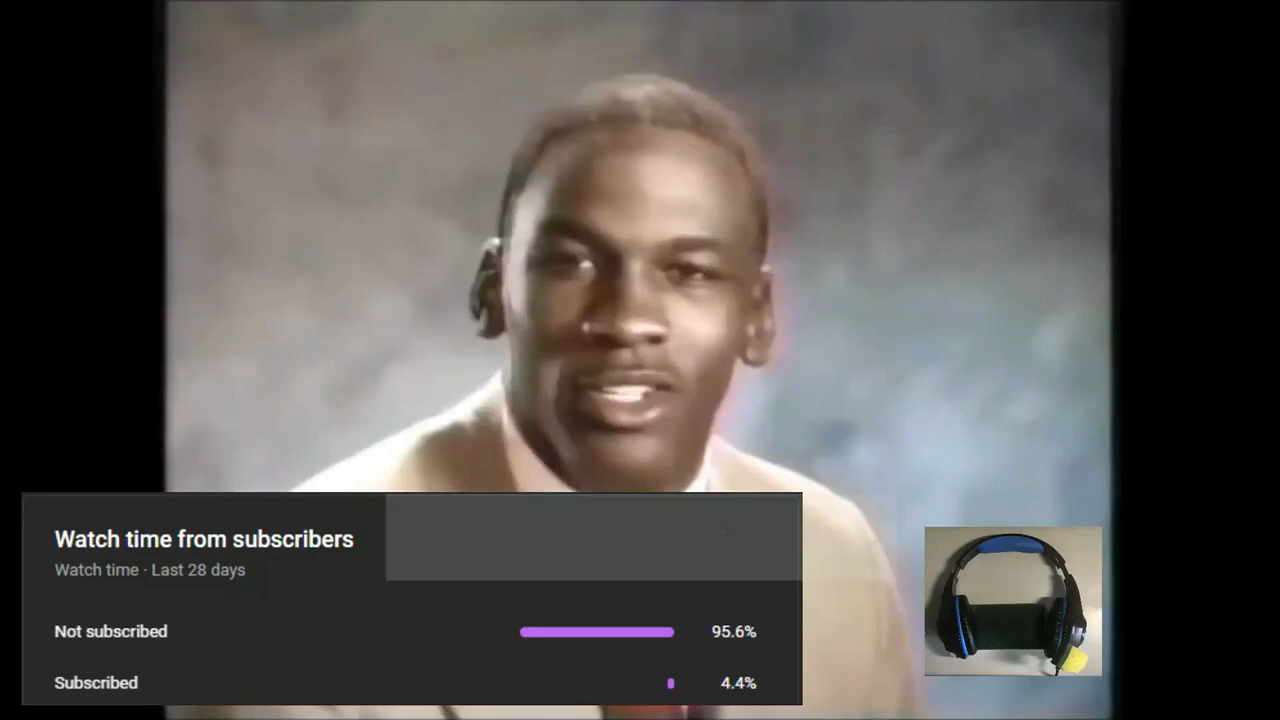 Watch time from subscribers
Watch time · Last 28 days
Not subscribed
95.6%
Subscribed
4.4%